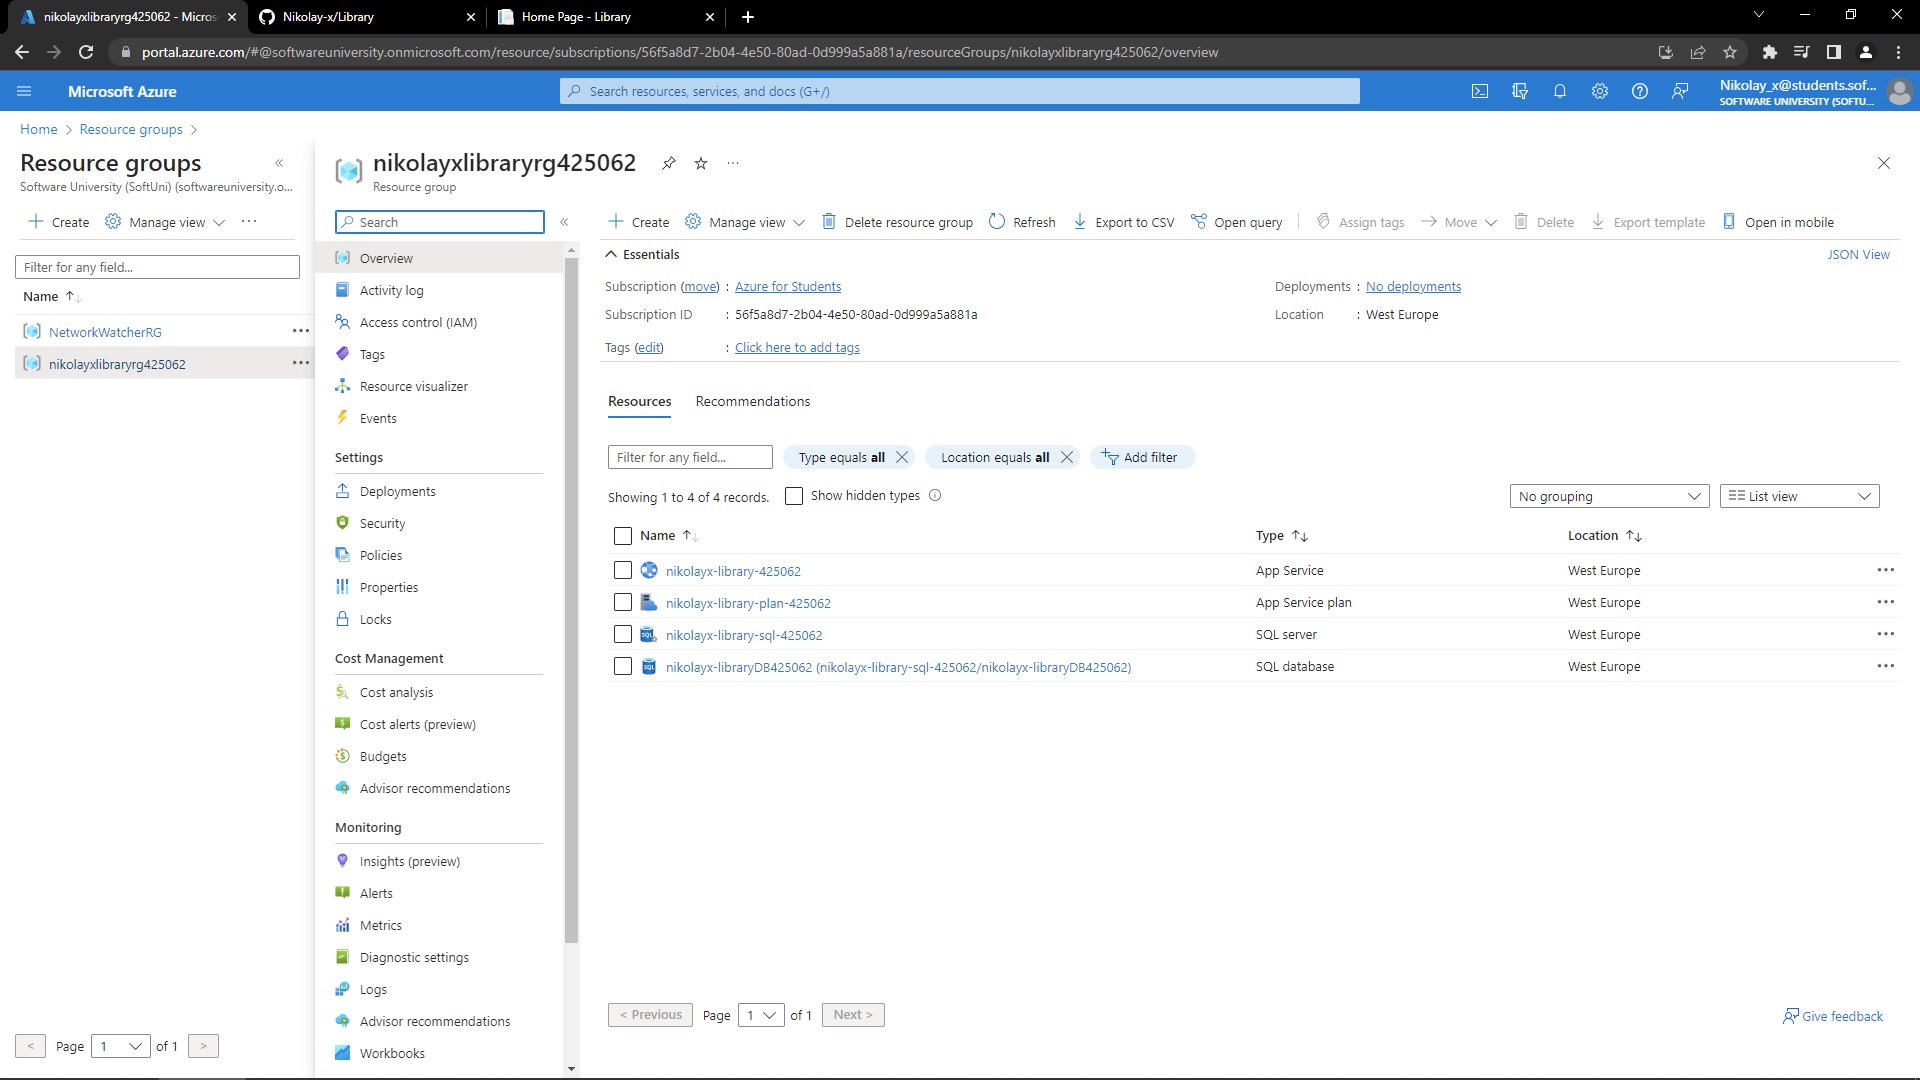 nikolayxlibraryrg425062 - Micros
Nikolay-x/Library
Home Page - Library
portal.azure.com/#@softwareuniversity.onmicrosoft.com/resource/subscriptions/56f5a8d7-2b04-4e50-80ad-0d999a5a881a/resourceGroups/nikolayxlibraryrg425062/overview
Microsoft Azure
Search resources, services, and docs (G+/)
Nikolay_x@students.sof...
SOFTWARE UNIVERSITY (SOFTU...
Home > Resource groups >
Resource groups
Software University (SoftUni) (softwareuniversity.o...
Create Manage view ...
Filter for any field...
Name
NetworkWatcherRG
nikolayxlibraryrg425062
< Page 1 of 1 >
nikolayxlibraryrg425062
Resource group
Search
Overview
Activity log
Access control (IAM)
Tags
Resource visualizer
Events
Settings
Deployments
Security
Policies
Properties
Locks
Cost Management
Cost analysis
Cost alerts (preview)
Budgets
Advisor recommendations
Monitoring
Insights (preview)
Alerts
Metrics
Diagnostic settings
Logs
Advisor recommendations
Workbooks
Create Manage view Delete resource group Refresh Export to CSV Open query Assign tags Move Delete Export template Open in mobile
Essentials JSON View
Subscription (move) : Azure for Students Deployments : No deployments
Subscription ID : 56f5a8d7-2b04-4e50-80ad-0d999a5a881a Location : West Europe
Tags (edit) : Click here to add tags
Resources Recommendations
Filter for any field... Type equals all Location equals all Add filter
Showing 1 to 4 of 4 records. Show hidden types No grouping List view
Name Type Location
nikolayx-library-425062 App Service West Europe
nikolayx-library-plan-425062 App Service plan West Europe
nikolayx-library-sql-425062 SQL server West Europe
nikolayx-libraryDB425062 (nikolayx-library-sql-425062/nikolayx-libraryDB425062) SQL database West Europe
< Previous Page 1 of 1 Next > Give feedback